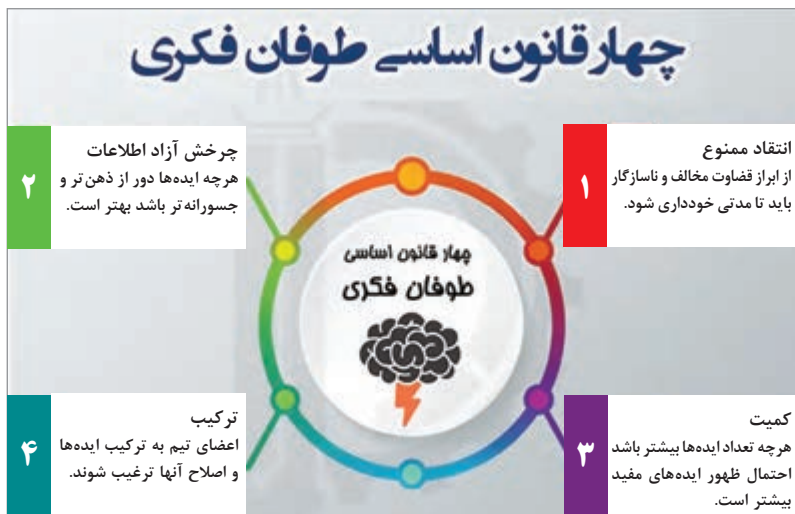 چهار قانون اساسی طوفان فکری
۱
انتقاد ممنوع
از ابراز قضاوت مخالف و ناسازگار
باید تا مدتی خودداری شود.
۲
چرخش آزاد اطلاعات
هرچه ایده‌ها دور از ذهن‌تر و
جسورانه‌تر باشد بهتر است.
چهار قانون اساسی
طوفان فکری
۳
کمیت
هرچه تعداد ایده‌ها بیشتر باشد
احتمال ظهور ایده‌های مفید
بیشتر است.
۴
ترکیب
اعضای تیم به ترکیب ایده‌ها
و اصلاح آنها ترغیب شوند.